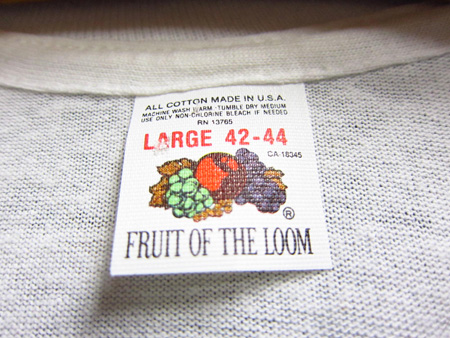 ALL COTTON MADE IN U.S.A.
MACHINE WASH WARM · TUMBLE DRY MEDIUM
USE ONLY NON-CHLORINE BLEACH IF NEEDED
RN 13765
LARGE 42-44
CA-18345
®
FRUIT OF THE LOOM